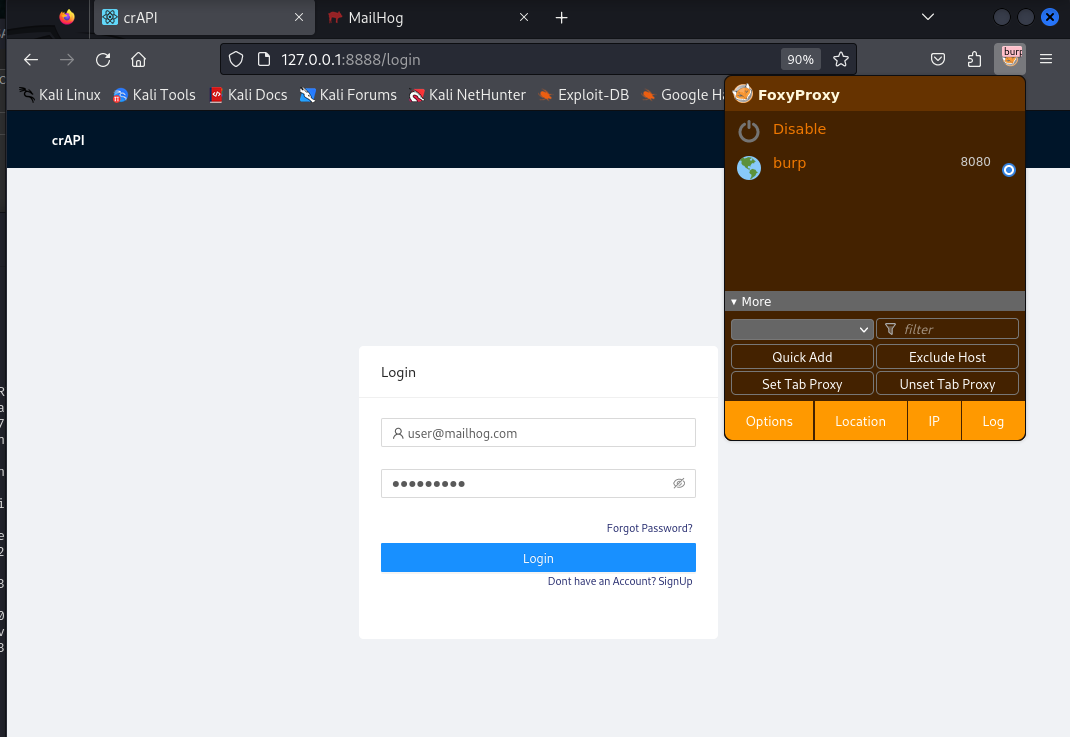 crAPI
MailHog
127.0.0.1:8888/login
90%
burp
Kali Linux
Kali Tools
Kali Docs
Kali Forums
Kali NetHunter
Exploit-DB
Google Ha
FoxyProxy
crAPI
Disable
burp
8080
More
filter
Quick Add
Exclude Host
Set Tab Proxy
Unset Tab Proxy
Options
Location
IP
Log
Login
user@mailhog.com
•••••••••
Forgot Password?
Login
Dont have an Account? SignUp